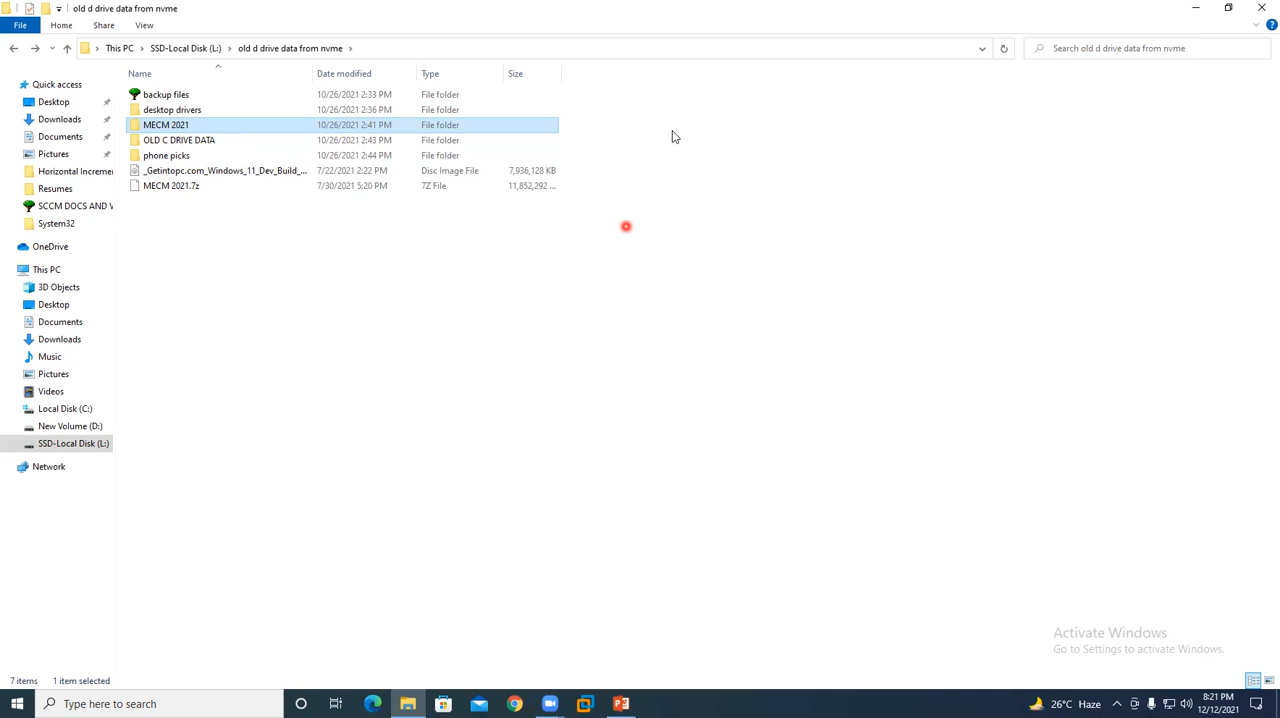 old d drive data from nvme
File Home Share View
This PC SSD-Local Disk (L:) old d drive data from nvme Search old d drive data from nvme
Name Date modified Type Size
Quick access
Desktop
Downloads
Documents
Pictures
Horizontal Incremer
Resumes
SCCM DOCS AND V
System32
OneDrive
This PC
3D Objects
Desktop
Documents
Downloads
Music
Pictures
Videos
Local Disk (C:)
New Volume (D:)
SSD-Local Disk (L:)
Network
backup files 10/26/2021 2:33 PM File folder
desktop drivers 10/26/2021 2:36 PM File folder
MECM 2021 10/26/2021 2:41 PM File folder
OLD C DRIVE DATA 10/26/2021 2:43 PM File folder
phone picks 10/26/2021 2:44 PM File folder
_Getintopc.com_Windows_11_Dev_Build_... 7/22/2021 2:22 PM Disc Image File 7,936,128 KB
MECM 2021.7z 7/30/2021 5:20 PM 7Z File 11,852,292 ...
Activate Windows
Go to Settings to activate Windows.
7 items 1 item selected
Type here to search
26°C Haze
8:21 PM
12/12/2021